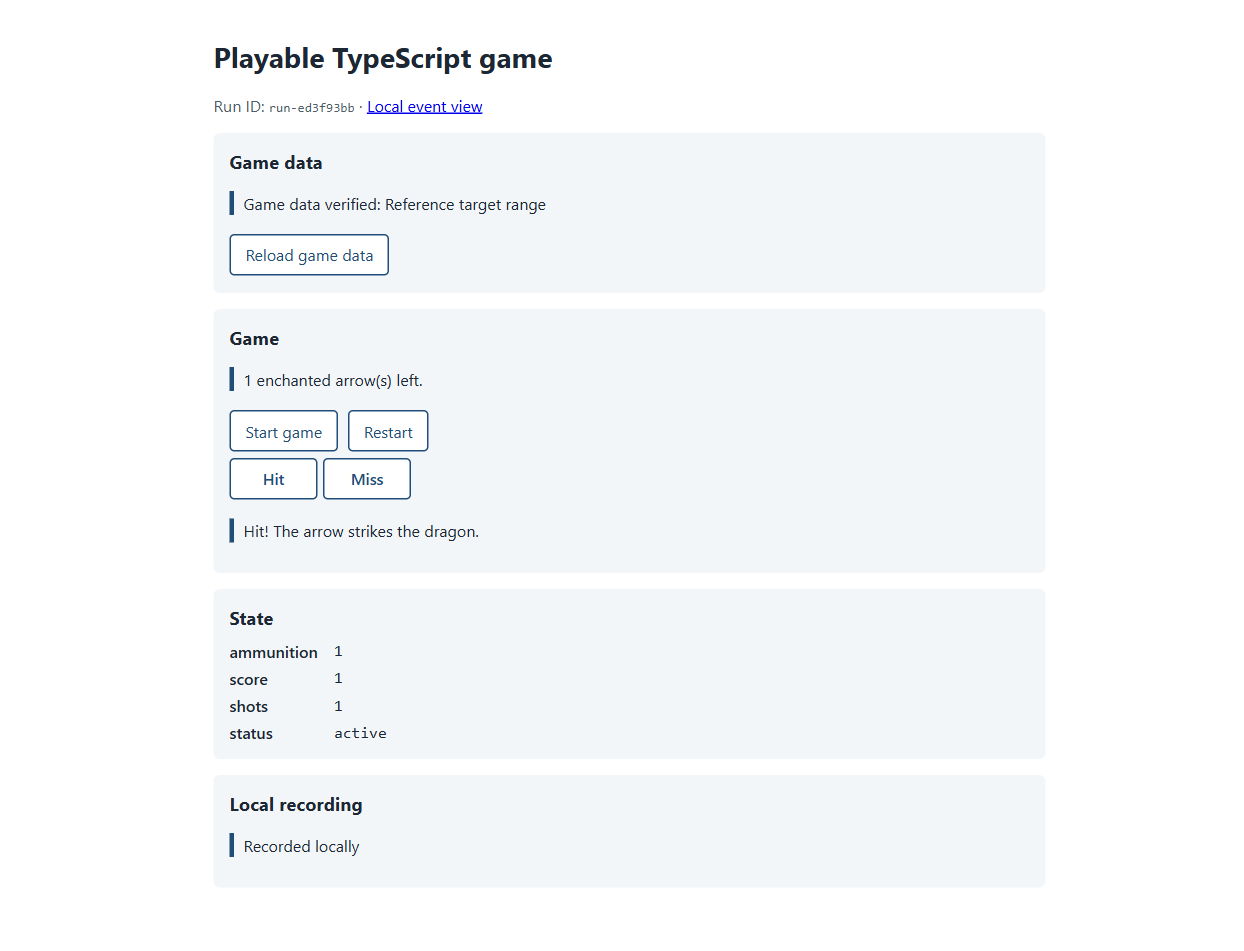 Playable TypeScript game
Run ID: run-ed3f93bb · Local event view
Game data
Game data verified: Reference target range
Reload game data
Game
1 enchanted arrow(s) left.
Start game Restart
Hit Miss
Hit! The arrow strikes the dragon.
State
ammunition 1
score 1
shots 1
status active
Local recording
Recorded locally